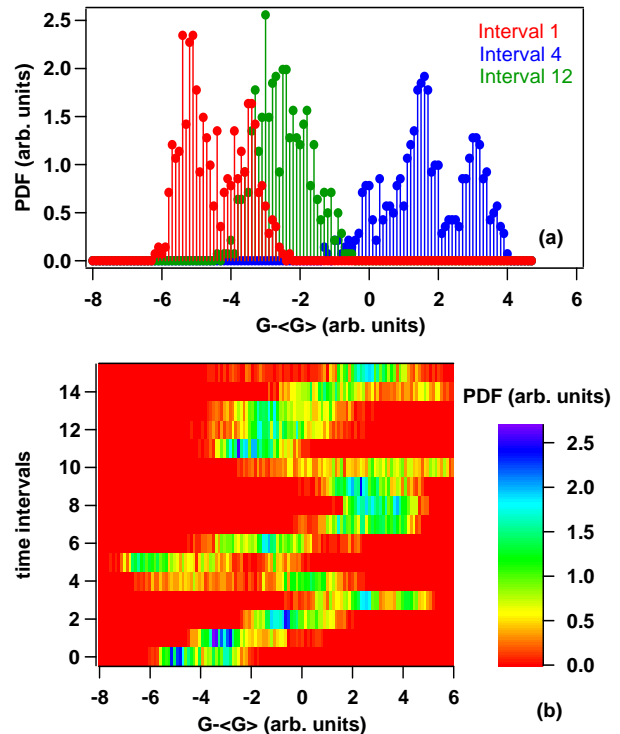 2.5
2.0
1.5
1.0
0.5
0.0
PDF (arb. units)
Interval 1
Interval 4
Interval 12
(a)
-8 -6 -4 -2 0 2 4 6
G-<G> (arb. units)
14
12
10
8
6
4
2
0
time intervals
-8 -6 -4 -2 0 2 4 6
G-<G> (arb. units)
PDF (arb. units)
2.5
2.0
1.5
1.0
0.5
0.0
(b)